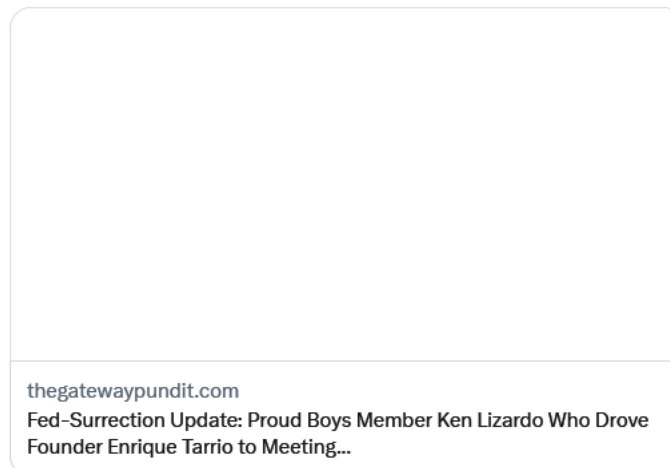 thegatewaypundit.com
Fed-Surrection Update: Proud Boys Member Ken Lizardo Who Drove
Founder Enrique Tarrio to Meeting...